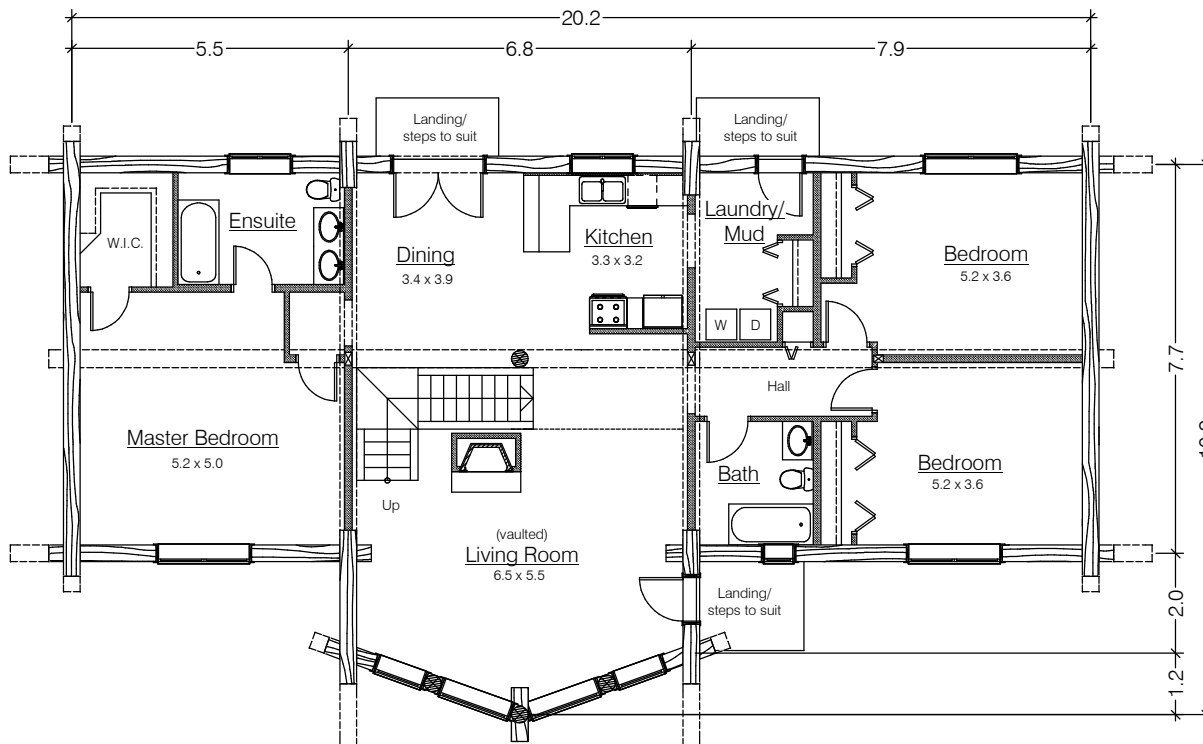 20.2
5.5
6.8
7.9
Landing/
steps to suit
Landing/
steps to suit
W.I.C.
Ensuite
Dining
3.4 x 3.9
Kitchen
3.3 x 3.2
Laundry/
Mud
W
D
Bedroom
5.2 x 3.6
7.7
Hall
Master Bedroom
5.2 x 5.0
Up
Bath
Bedroom
5.2 x 3.6
(vaulted)
Living Room
6.5 x 5.5
Landing/
steps to suit
2.0
1.2